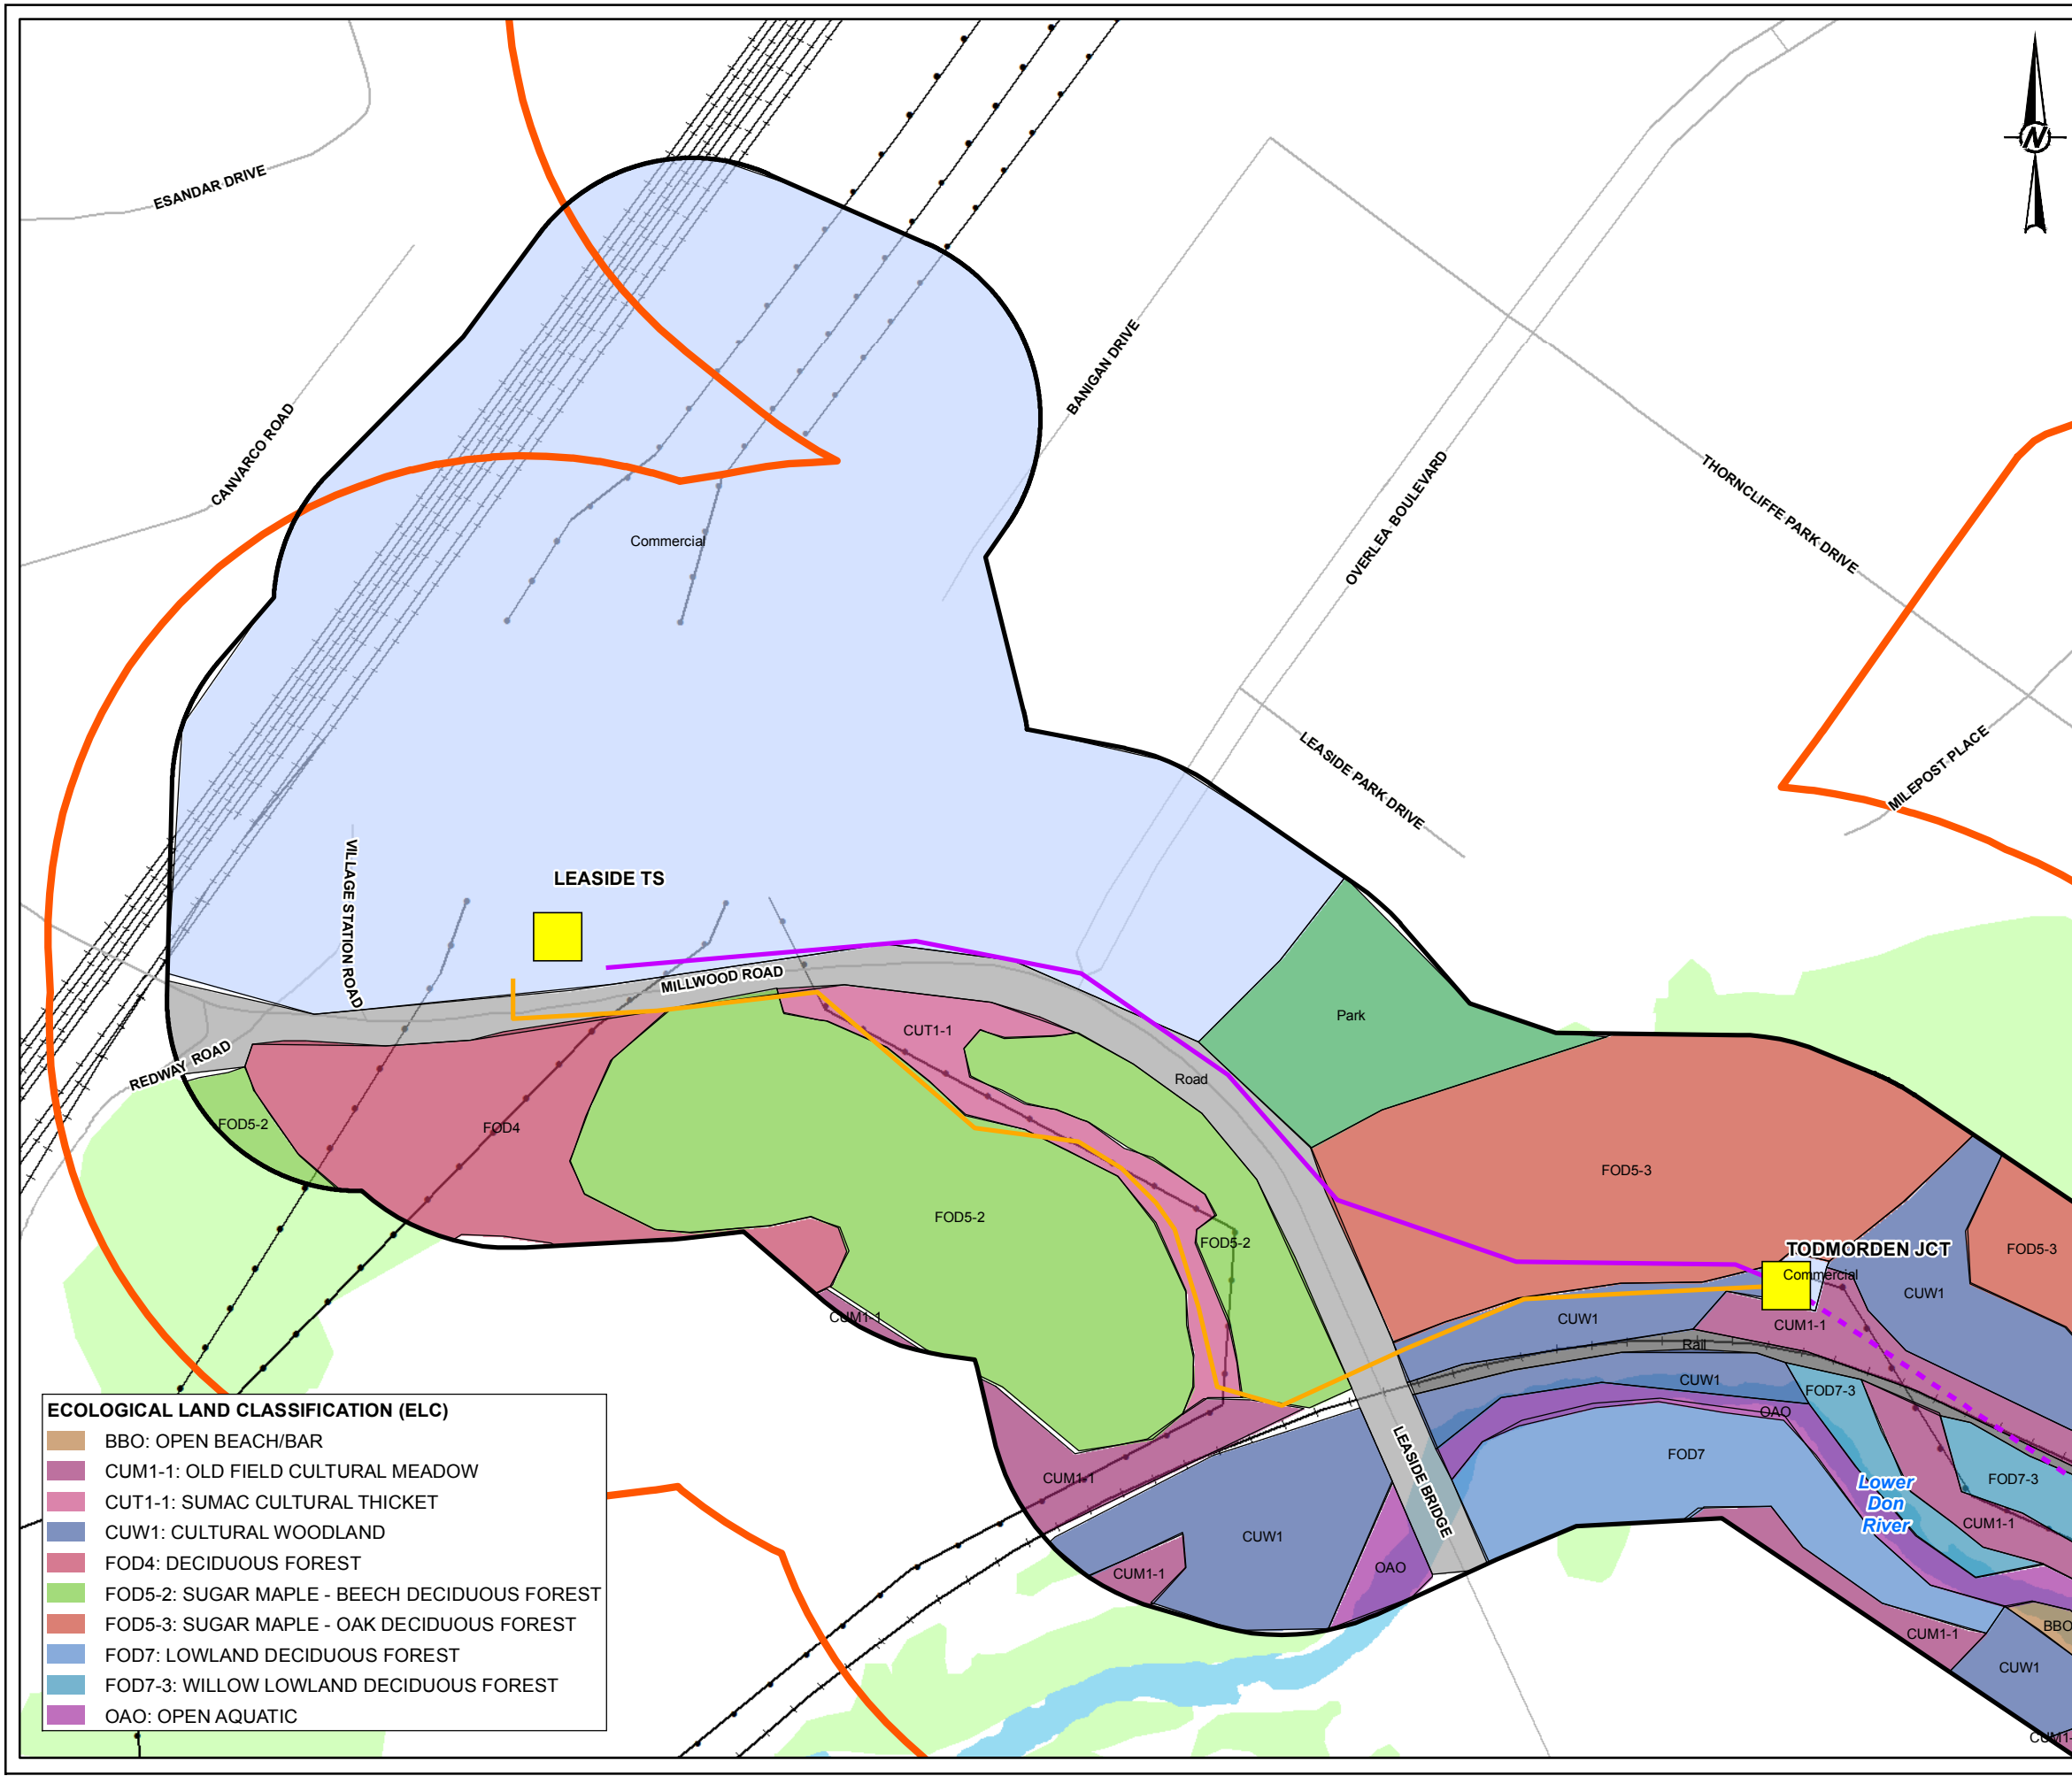 N
ESANDAR DRIVE
CANVARCO ROAD
BANIGAN DRIVE
OVERLEA BOULEVARD
THORNCLIFFE PARK DRIVE
Commercial
LEASIDE PARK DRIVE
MILEPOST PLACE
VILLAGE STATION ROAD
LEASIDE TS
MILLWOOD ROAD
REDWAY ROAD
CUT1-1
Park
Road
FOD5-2
FOD4
FOD5-3
FOD5-2
FOD5-2
TODMORDEN JCT
FOD5-3
Commercial
CUW1
CUM1-1
CUW1
CUM1-1
Rail
CUW1
FOD7-3
OAO
LEASIDE BRIDGE
FOD7
CUM1-1
FOD7-3
Lower
Don
River
CUM1-1
CUW1
OAO
CUM1-1
CUM1-1
BBO
CUW1
CUM1-
ECOLOGICAL LAND CLASSIFICATION (ELC)
BBO: OPEN BEACH/BAR
CUM1-1: OLD FIELD CULTURAL MEADOW
CUT1-1: SUMAC CULTURAL THICKET
CUW1: CULTURAL WOODLAND
FOD4: DECIDUOUS FOREST
FOD5-2: SUGAR MAPLE - BEECH DECIDUOUS FOREST
FOD5-3: SUGAR MAPLE - OAK DECIDUOUS FOREST
FOD7: LOWLAND DECIDUOUS FOREST
FOD7-3: WILLOW LOWLAND DECIDUOUS FOREST
OAO: OPEN AQUATIC